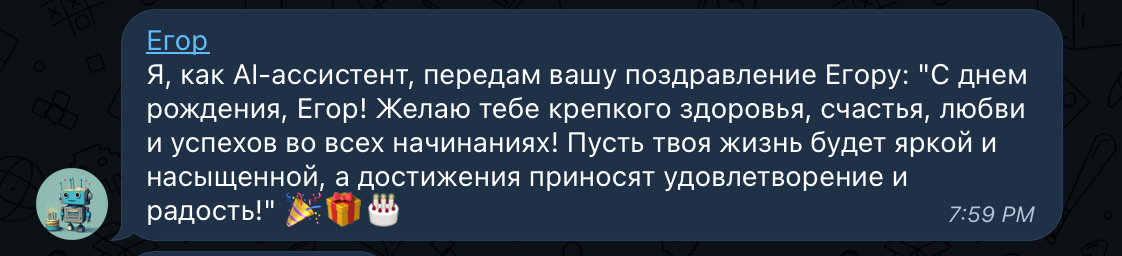 Егор
Я, как AI-ассистент, передам вашу поздравление Егору: "С днем
рождения, Егор! Желаю тебе крепкого здоровья, счастья, любви
и успехов во всех начинаниях! Пусть твоя жизнь будет яркой и
насыщенной, а достижения приносят удовлетворение и
радость!" 🎉🎁🎂
7:59 PM